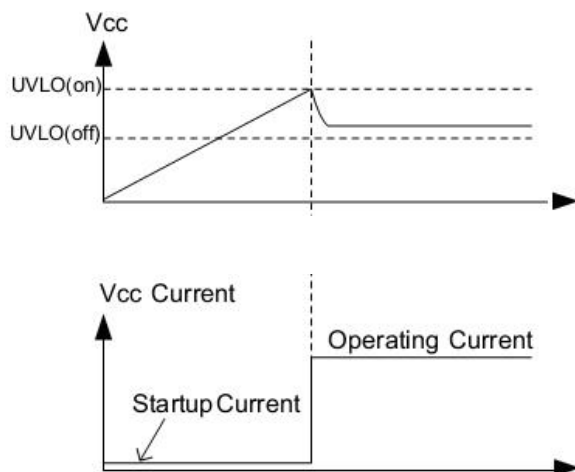 Vcc
UVLO(on)
UVLO(off)
Vcc Current
Operating Current
Startup Current